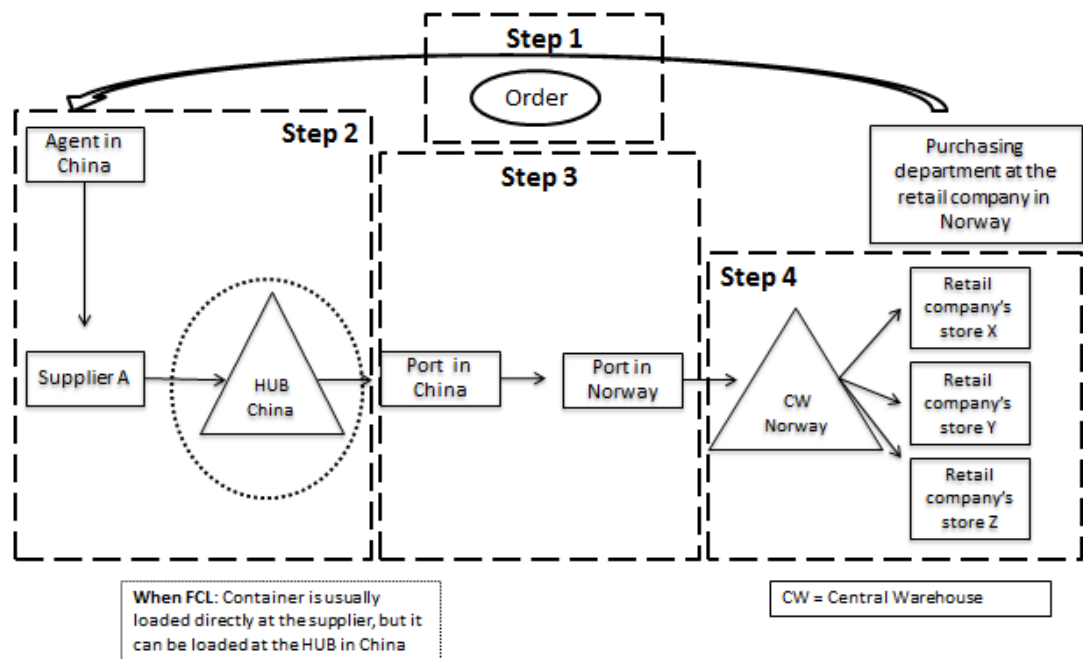 Step 1
Order
Step 2
Agent in
China
Supplier A
HUB
China
Step 3
Port in
China
Port in
Norway
Purchasing
department at the
retail company in
Norway
Step 4
CW
Norway
Retail
company's
store X
Retail
company's
store Y
Retail
company's
store Z
When FCL: Container is usually
loaded directly at the supplier, but it
can be loaded at the HUB in China
CW = Central Warehouse